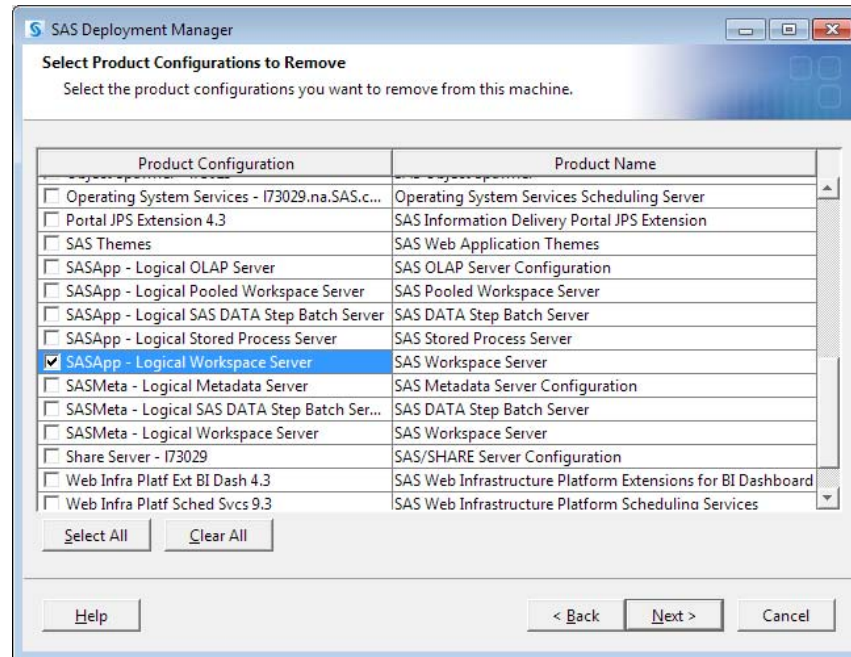 SAS Deployment Manager
Select Product Configurations to Remove
Select the product configurations you want to remove from this machine.
Product Configuration Product Name
Operating System Services - l73029.na.SAS.c... Operating System Services Scheduling Server
Portal JPS Extension 4.3 SAS Information Delivery Portal JPS Extension
SAS Themes SAS Web Application Themes
SASApp - Logical OLAP Server SAS OLAP Server Configuration
SASApp - Logical Pooled Workspace Server SAS Pooled Workspace Server
SASApp - Logical SAS DATA Step Batch Server SAS DATA Step Batch Server
SASApp - Logical Stored Process Server SAS Stored Process Server
SASApp - Logical Workspace Server SAS Workspace Server
SASMeta - Logical Metadata Server SAS Metadata Server Configuration
SASMeta - Logical SAS DATA Step Batch Ser... SAS DATA Step Batch Server
SASMeta - Logical Workspace Server SAS Workspace Server
Share Server - l73029 SAS/SHARE Server Configuration
Web Infra Platf Ext BI Dash 4.3 SAS Web Infrastructure Platform Extensions for BI Dashboard
Web Infra Platf Sched Svcs 9.3 SAS Web Infrastructure Platform Scheduling Services
Select All Clear All
Help < Back Next > Cancel